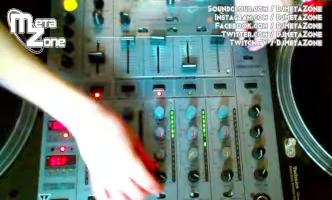 Meta
Zone
Soundcloud.com / DJMetaZone
Instagram.com / DJMetaZone
Facebook.com / DJMetaZone
Twitter.com / DJMetaZone
Twitch.tv / DJMetaZone